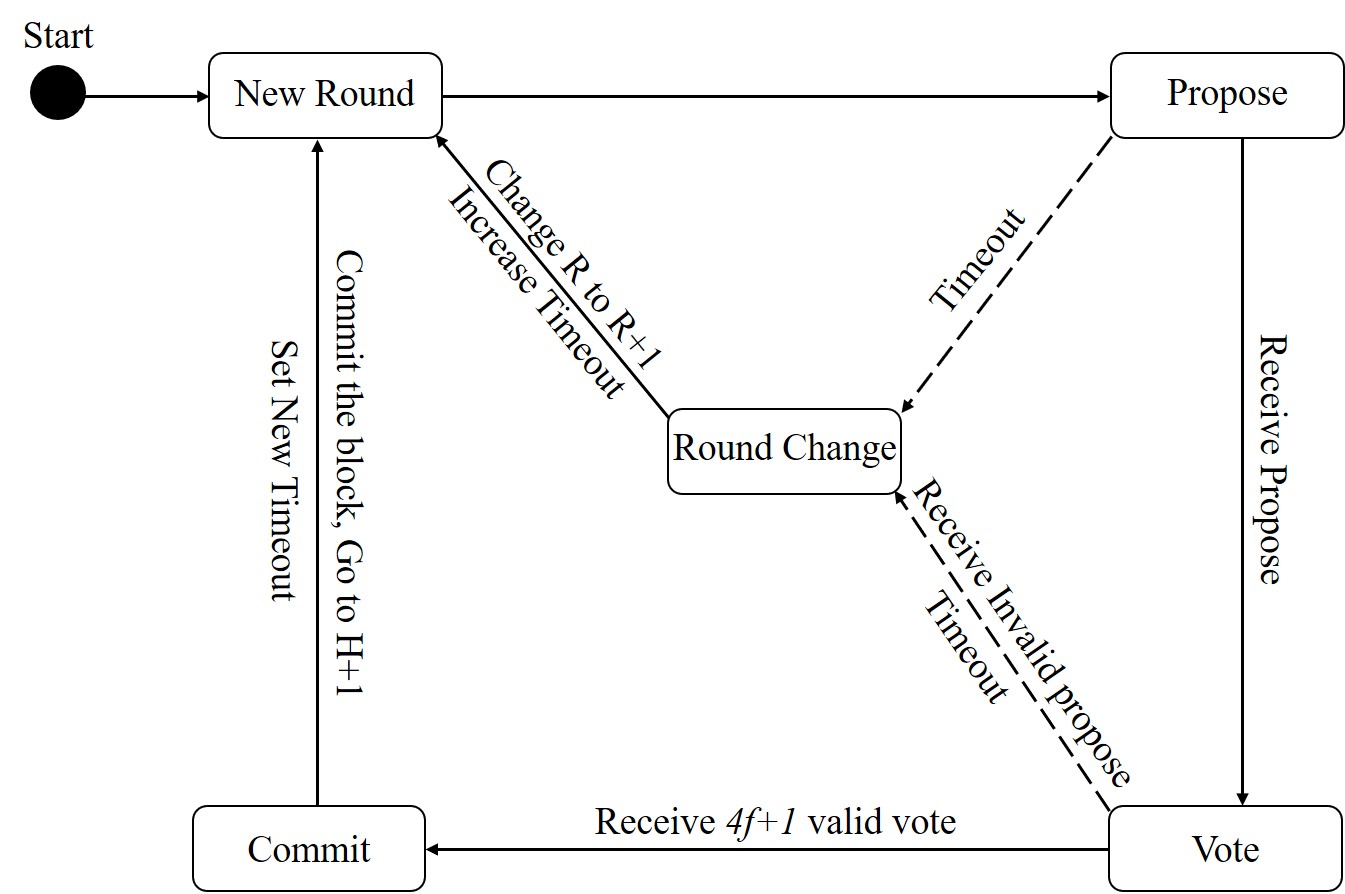 Start
New Round
Propose
Change R to R+1
Increase Timeout
Timeout
Receive Propose
Commit the block, Go to H+1
Set New Timeout
Round Change
Receive Invalid propose
Timeout
Receive 4f+1 valid vote
Commit
Vote